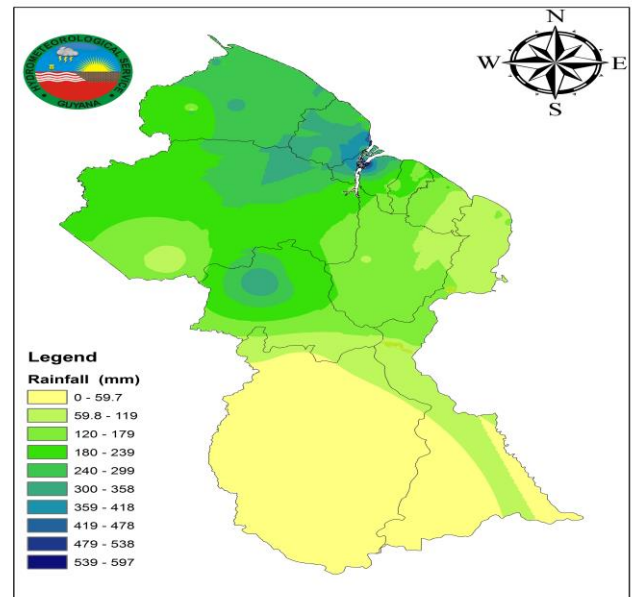 HYDROMETEOROLOGICAL SERVICE
GUYANA
N
W E
S
Legend
Rainfall (mm)
0 - 59.7
59.8 - 119
120 - 179
180 - 239
240 - 299
300 - 358
359 - 418
419 - 478
479 - 538
539 - 597